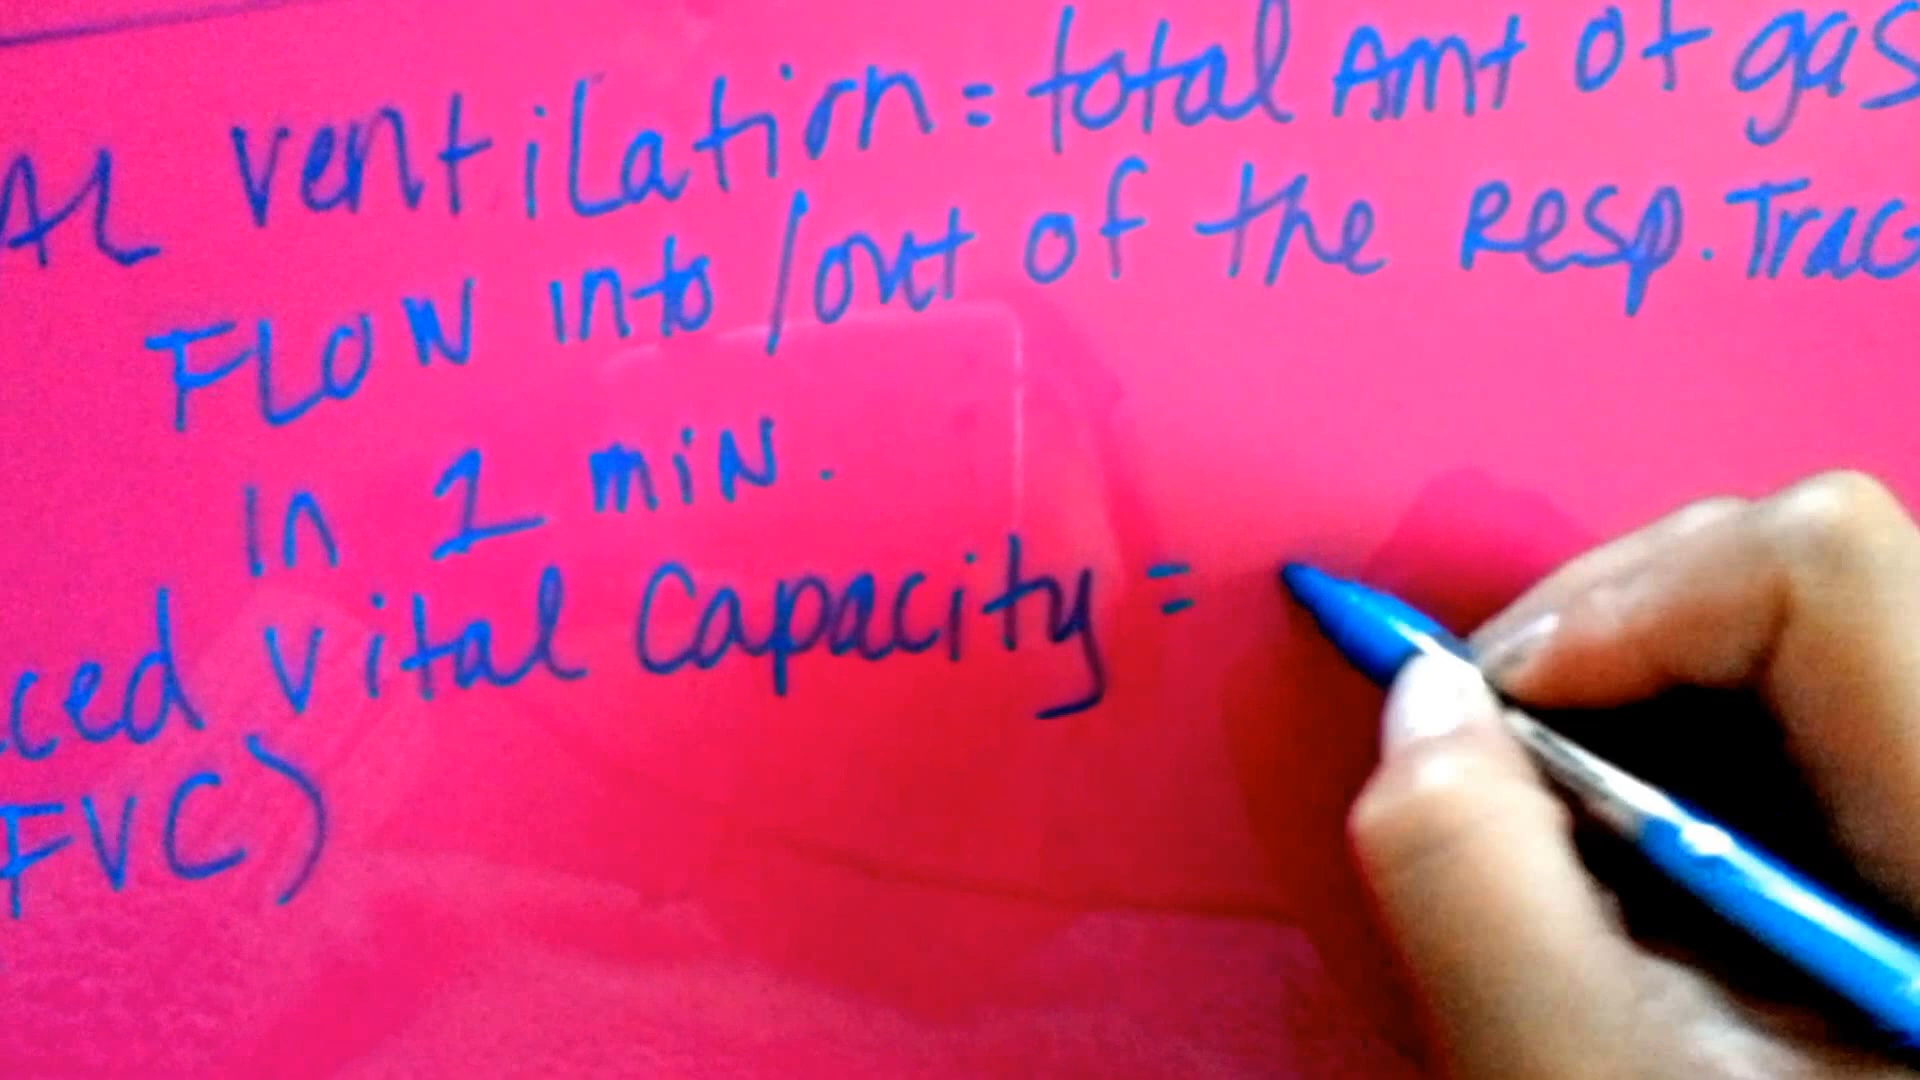 AL ventilation = total Amt of gas
FLOW into/out of the Resp. Trac
in 1 min.
ced Vital Capacity =
FVC)